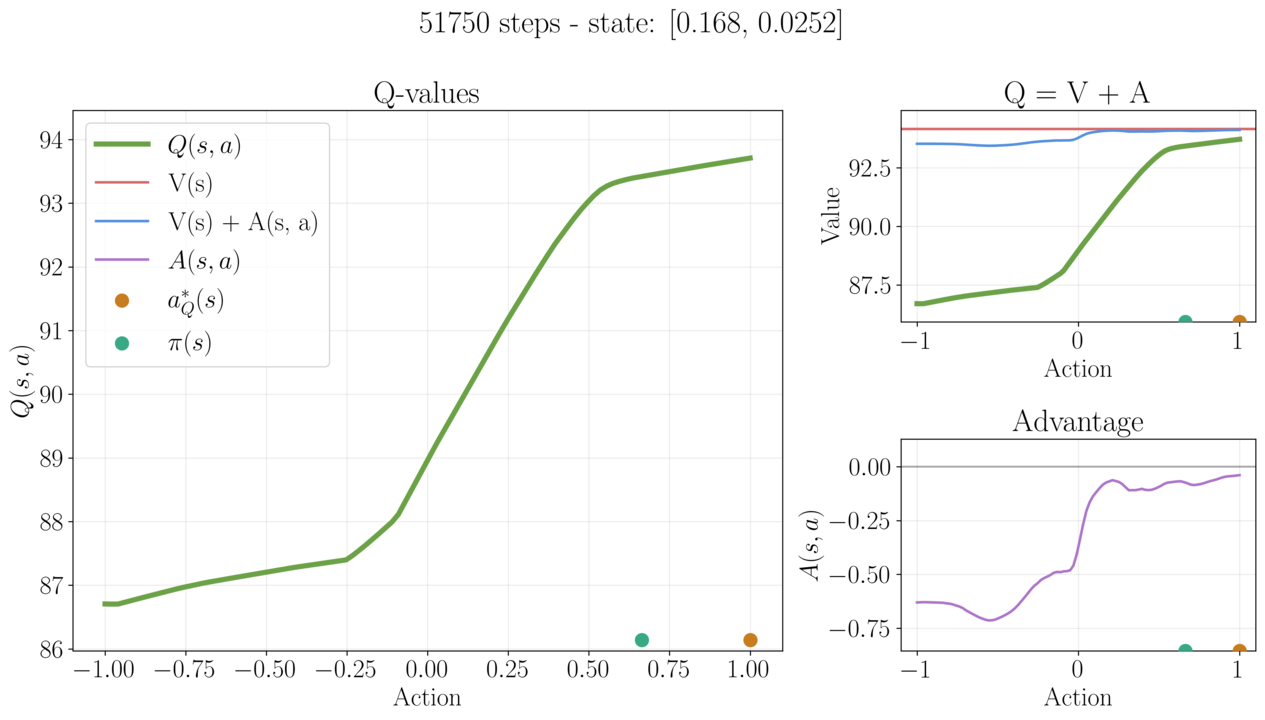 51750 steps - state: [0.168, 0.0252]
Q-values
Q(s, a)
94
93
92
91
90
89
88
87
86
Q(s, a)
V(s)
V(s) + A(s, a)
A(s, a)
a*Q(s)
π(s)
−1.00 −0.75 −0.50 −0.25 0.00 0.25 0.50 0.75 1.00
Action
Q = V + A
Value
92.5
90.0
87.5
−1 0 1
Action
Advantage
A(s, a)
0.00
−0.25
−0.50
−0.75
−1 0 1
Action